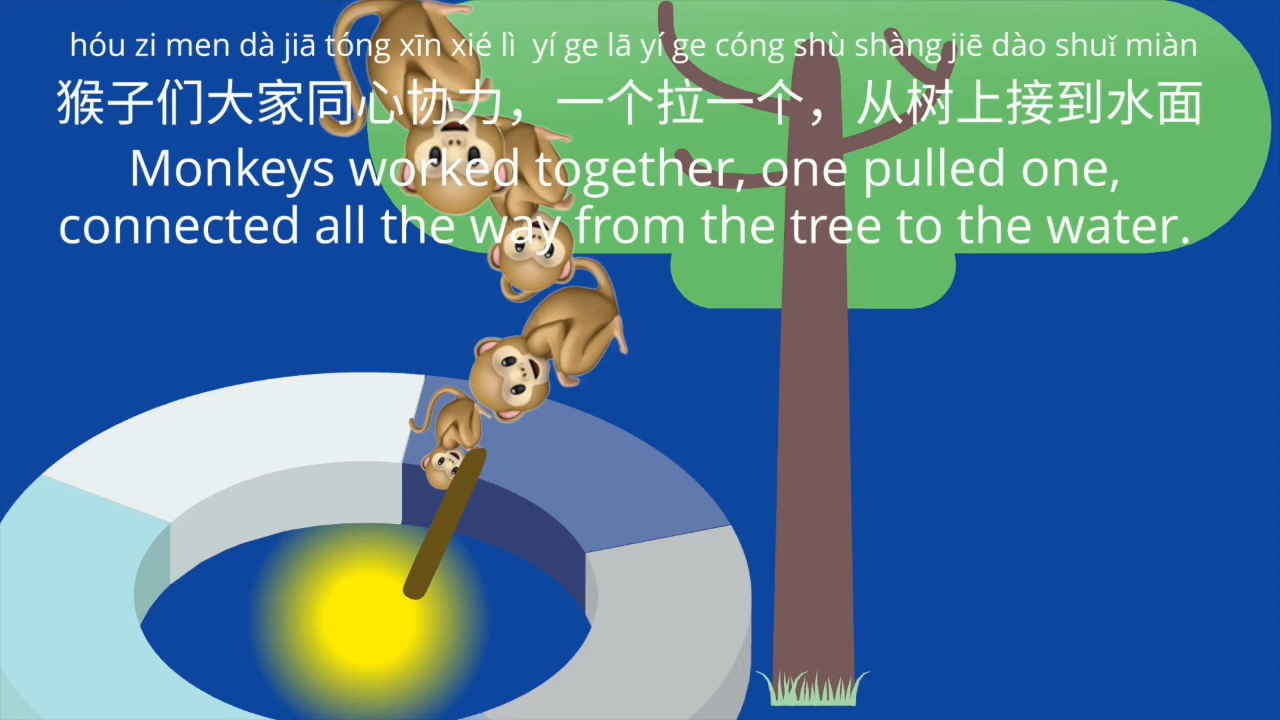 hóu zi men dà jiā tóng xīn xié lì  yí ge lā yí ge cóng shù shàng jiē dào shuǐ miàn
猴子们大家同心协力，一个拉一个，从树上接到水面
Monkeys worked together, one pulled one,
connected all the way from the tree to the water.